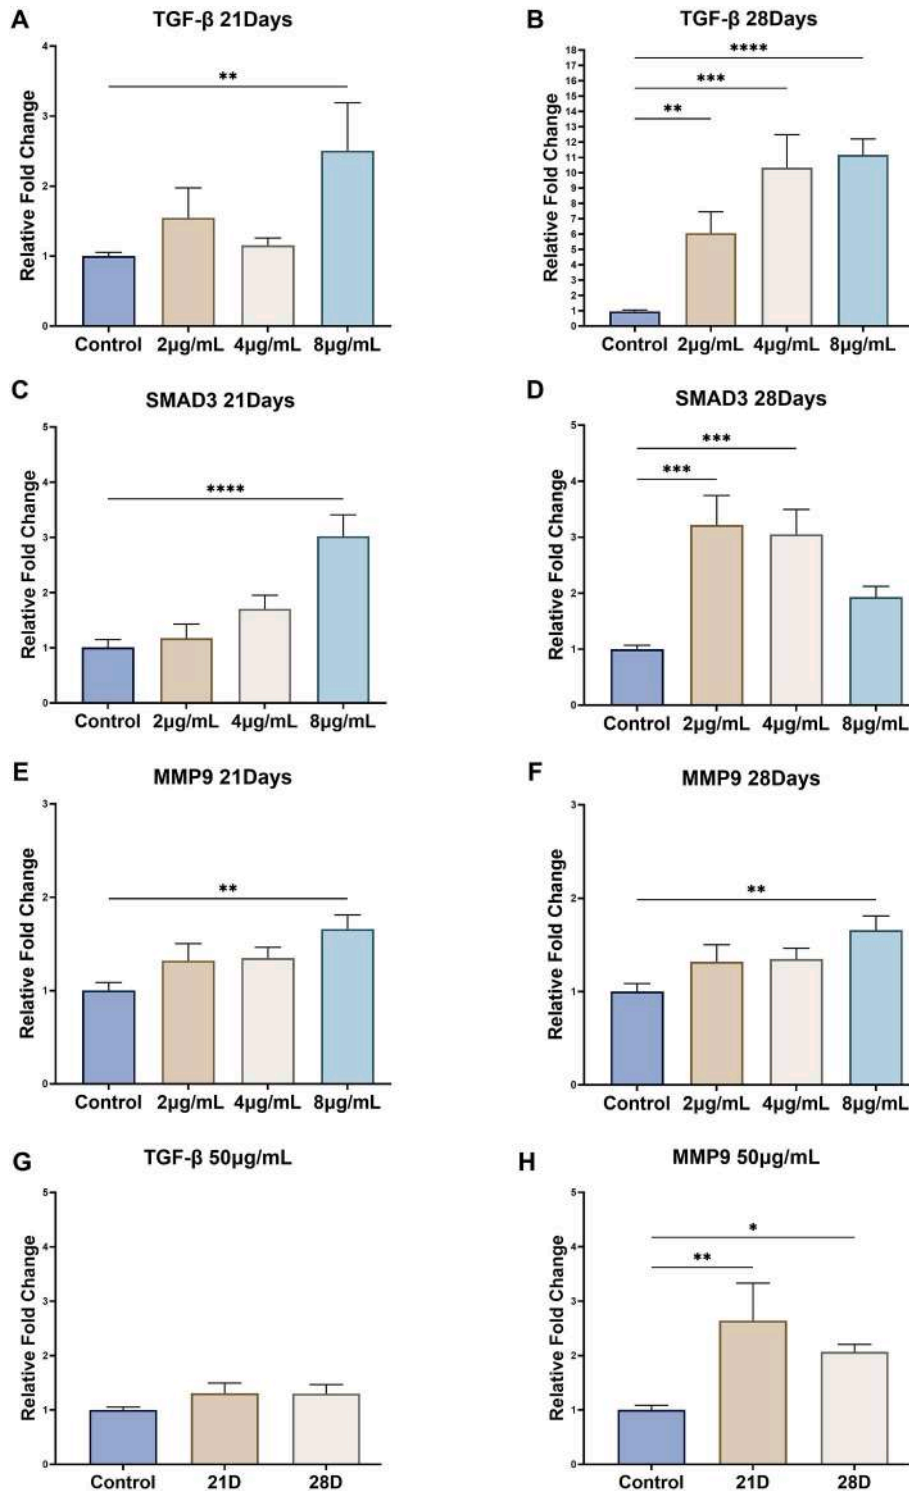 A
TGF-β 21Days
Relative Fold Change
4
3
2
1
0
**
Control 2μg/mL 4μg/mL 8μg/mL
B
TGF-β 28Days
Relative Fold Change
18
17
16
15
14
13
12
11
10
9
8
7
6
5
4
3
2
1
0
****
***
**
Control 2μg/mL 4μg/mL 8μg/mL
C
SMAD3 21Days
Relative Fold Change
5
4
3
2
1
0
****
Control 2μg/mL 4μg/mL 8μg/mL
D
SMAD3 28Days
Relative Fold Change
5
4
3
2
1
0
***
***
Control 2μg/mL 4μg/mL 8μg/mL
E
MMP9 21Days
Relative Fold Change
3
2
1
0
**
Control 2μg/mL 4μg/mL 8μg/mL
F
MMP9 28Days
Relative Fold Change
3
2
1
0
**
Control 2μg/mL 4μg/mL 8μg/mL
G
TGF-β 50μg/mL
Relative Fold Change
5
4
3
2
1
0
Control 21D 28D
H
MMP9 50μg/mL
Relative Fold Change
5
4
3
2
1
0
*
**
Control 21D 28D